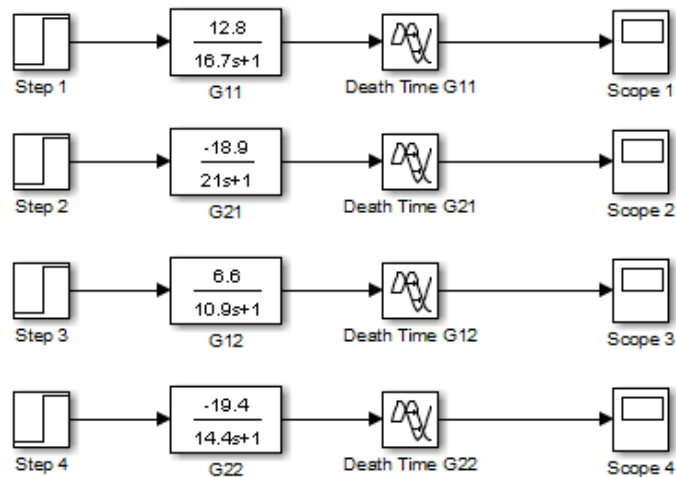 12.8
16.7s+1
Step 1
G11
Death Time G11
Scope 1
-18.9
21s+1
Step 2
G21
Death Time G21
Scope 2
6.6
10.9s+1
Step 3
G12
Death Time G12
Scope 3
-19.4
14.4s+1
Step 4
G22
Death Time G22
Scope 4